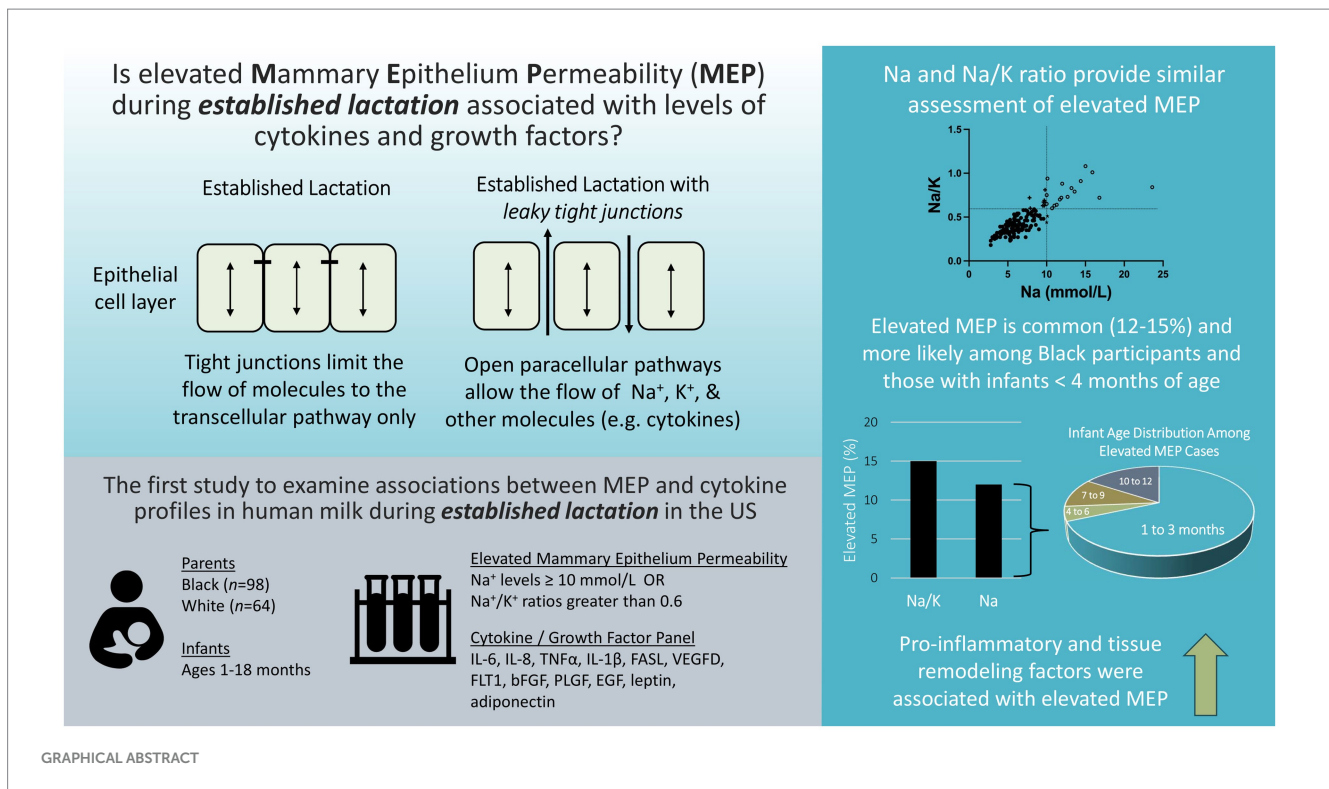 Is elevated Mammary Epithelium Permeability (MEP)
during established lactation associated with levels of
cytokines and growth factors?
Established Lactation
Established Lactation with
leaky tight junctions
Epithelial
cell layer
Tight junctions limit the
flow of molecules to the
transcellular pathway only
Open paracellular pathways
allow the flow of Na⁺, K⁺, &
other molecules (e.g. cytokines)
The first study to examine associations between MEP and cytokine
profiles in human milk during established lactation in the US
Parents
Black (n=98)
White (n=64)
Infants
Ages 1-18 months
Elevated Mammary Epithelium Permeability
Na⁺ levels ≥ 10 mmol/L OR
Na⁺/K⁺ ratios greater than 0.6
Cytokine / Growth Factor Panel
IL-6, IL-8, TNFα, IL-1β, FASL, VEGFD,
FLT1, bFGF, PLGF, EGF, leptin,
adiponectin
Na and Na/K ratio provide similar
assessment of elevated MEP
1.5
1.0
0.5
0.0
Na/K
0 5 10 15 20 25
Na (mmol/L)
Elevated MEP is common (12-15%) and
more likely among Black participants and
those with infants < 4 months of age
Elevated MEP (%)
20
15
10
5
0
Na/K Na
Infant Age Distribution Among
Elevated MEP Cases
10 to 12
7 to 9
4 to 6
1 to 3 months
Pro-inflammatory and tissue
remodeling factors were
associated with elevated MEP
GRAPHICAL ABSTRACT